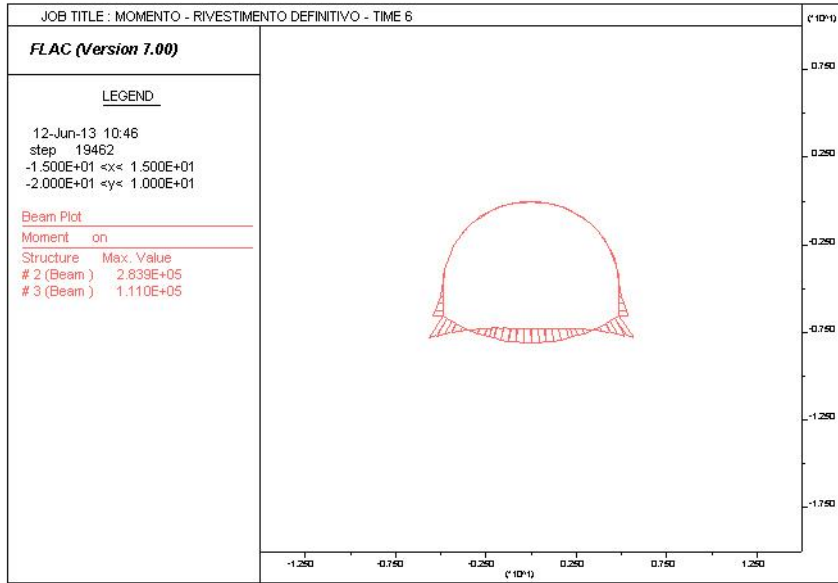 JOB TITLE : MOMENTO - RIVESTIMENTO DEFINITIVO - TIME 6
(*10^1)
FLAC (Version 7.00)
LEGEND
12-Jun-13 10:46
step 19462
-1.500E+01 <x< 1.500E+01
-2.000E+01 <y< 1.000E+01
Beam Plot
Moment on
Structure Max. Value
# 2 (Beam ) 2.839E+05
# 3 (Beam ) 1.110E+05
0.750
0.250
-0.250
-0.750
-1.250
-1.750
-1.250 -0.750 -0.250 0.250 0.750 1.250
(*10^1)